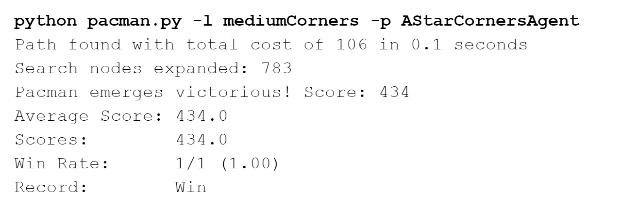 python pacman.py -l mediumCorners -p AStarCornersAgent
Path found with total cost of 106 in 0.1 seconds
Search nodes expanded: 783
Pacman emerges victorious! Score: 434
Average Score: 434.0
Scores:        434.0
Win Rate:      1/1 (1.00)
Record:        Win